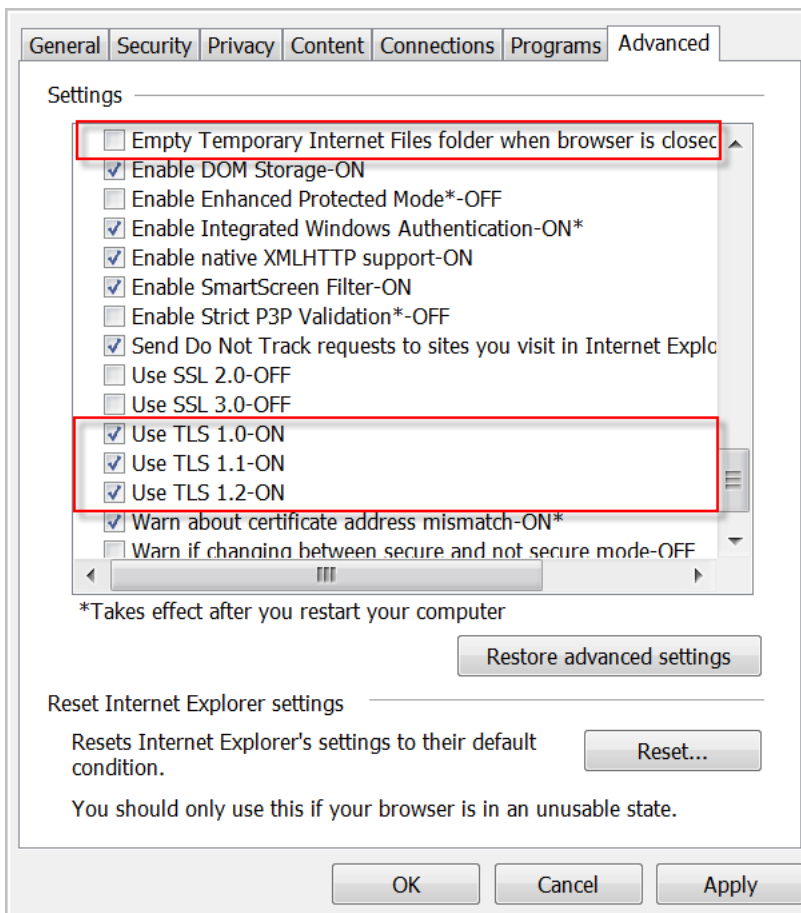 General Security Privacy Content Connections Programs Advanced
Settings
Empty Temporary Internet Files folder when browser is closed
Enable DOM Storage-ON
Enable Enhanced Protected Mode*-OFF
Enable Integrated Windows Authentication-ON*
Enable native XMLHTTP support-ON
Enable SmartScreen Filter-ON
Enable Strict P3P Validation*-OFF
Send Do Not Track requests to sites you visit in Internet Explo
Use SSL 2.0-OFF
Use SSL 3.0-OFF
Use TLS 1.0-ON
Use TLS 1.1-ON
Use TLS 1.2-ON
Warn about certificate address mismatch-ON*
Warn if changing between secure and not secure mode-OFF
*Takes effect after you restart your computer
Restore advanced settings
Reset Internet Explorer settings
Resets Internet Explorer's settings to their default
condition.
Reset...
You should only use this if your browser is in an unusable state.
OK Cancel Apply